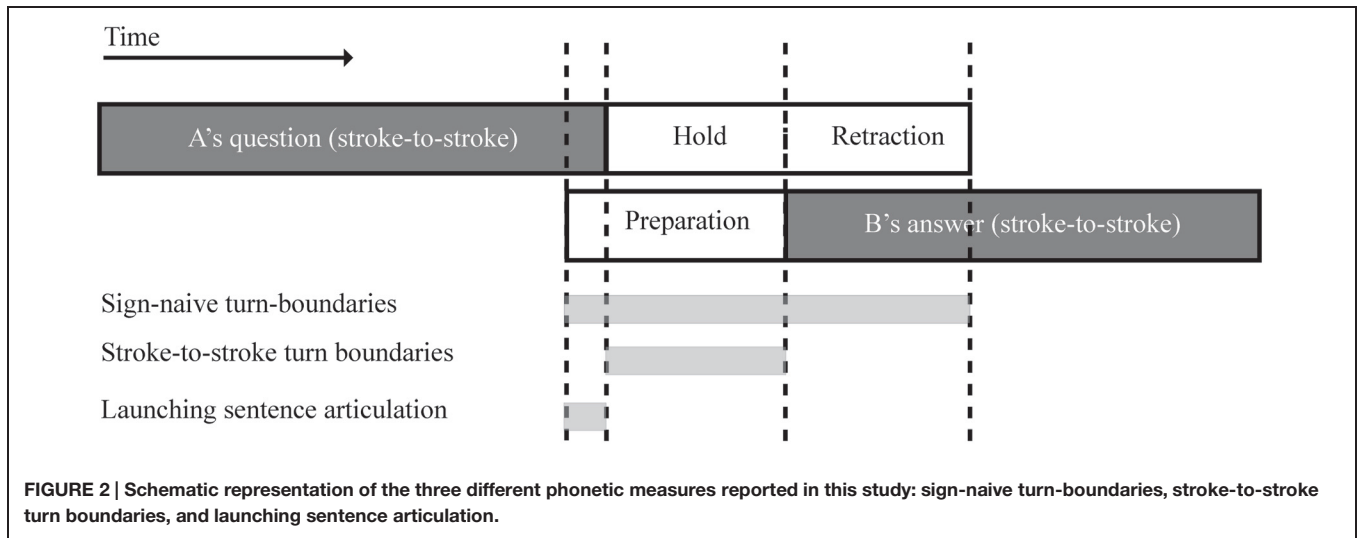 Time
A's question (stroke-to-stroke)
Hold
Retraction
Preparation
B's answer (stroke-to-stroke)
Sign-naive turn-boundaries
Stroke-to-stroke turn boundaries
Launching sentence articulation
FIGURE 2 | Schematic representation of the three different phonetic measures reported in this study: sign-naive turn-boundaries, stroke-to-stroke
turn boundaries, and launching sentence articulation.